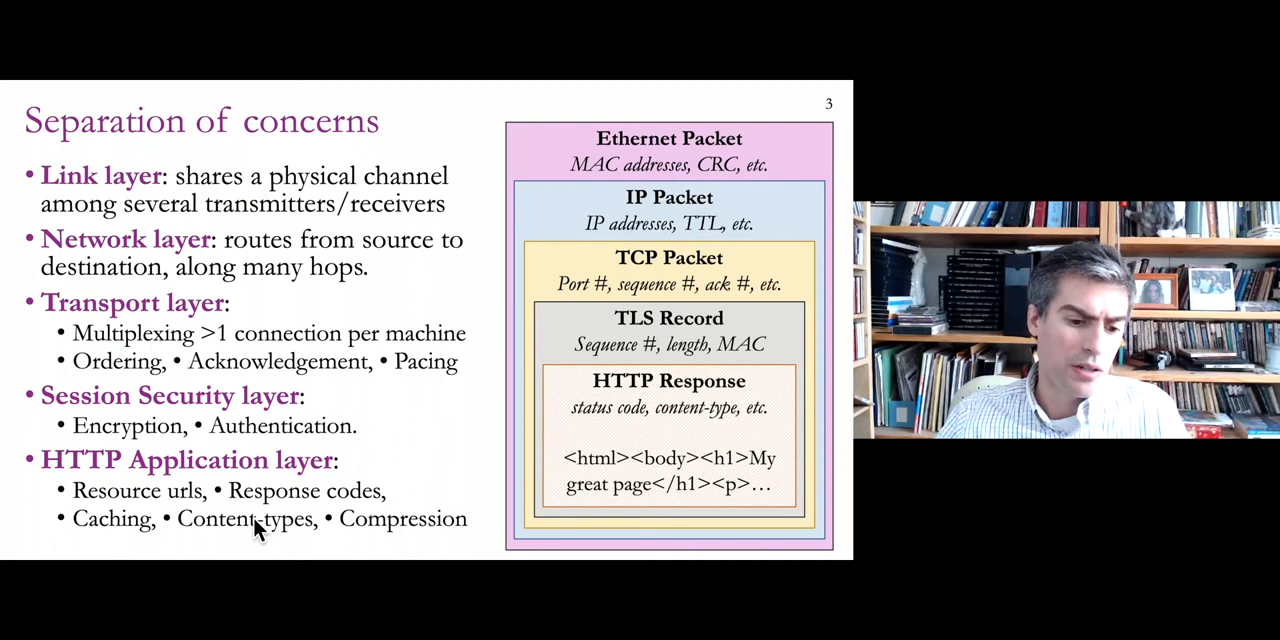 3
Separation of concerns
• Link layer: shares a physical channel
among several transmitters/receivers
• Network layer: routes from source to
destination, along many hops.
• Transport layer:
• Multiplexing >1 connection per machine
• Ordering, • Acknowledgement, • Pacing
• Session Security layer:
• Encryption, • Authentication.
• HTTP Application layer:
• Resource urls, • Response codes,
• Caching, • Content-types, • Compression
Ethernet Packet
MAC addresses, CRC, etc.
IP Packet
IP addresses, TTL, etc.
TCP Packet
Port #, sequence #, ack #, etc.
TLS Record
Sequence #, length, MAC
HTTP Response
status code, content-type, etc.
<html><body><h1>My
great page</h1><p>…